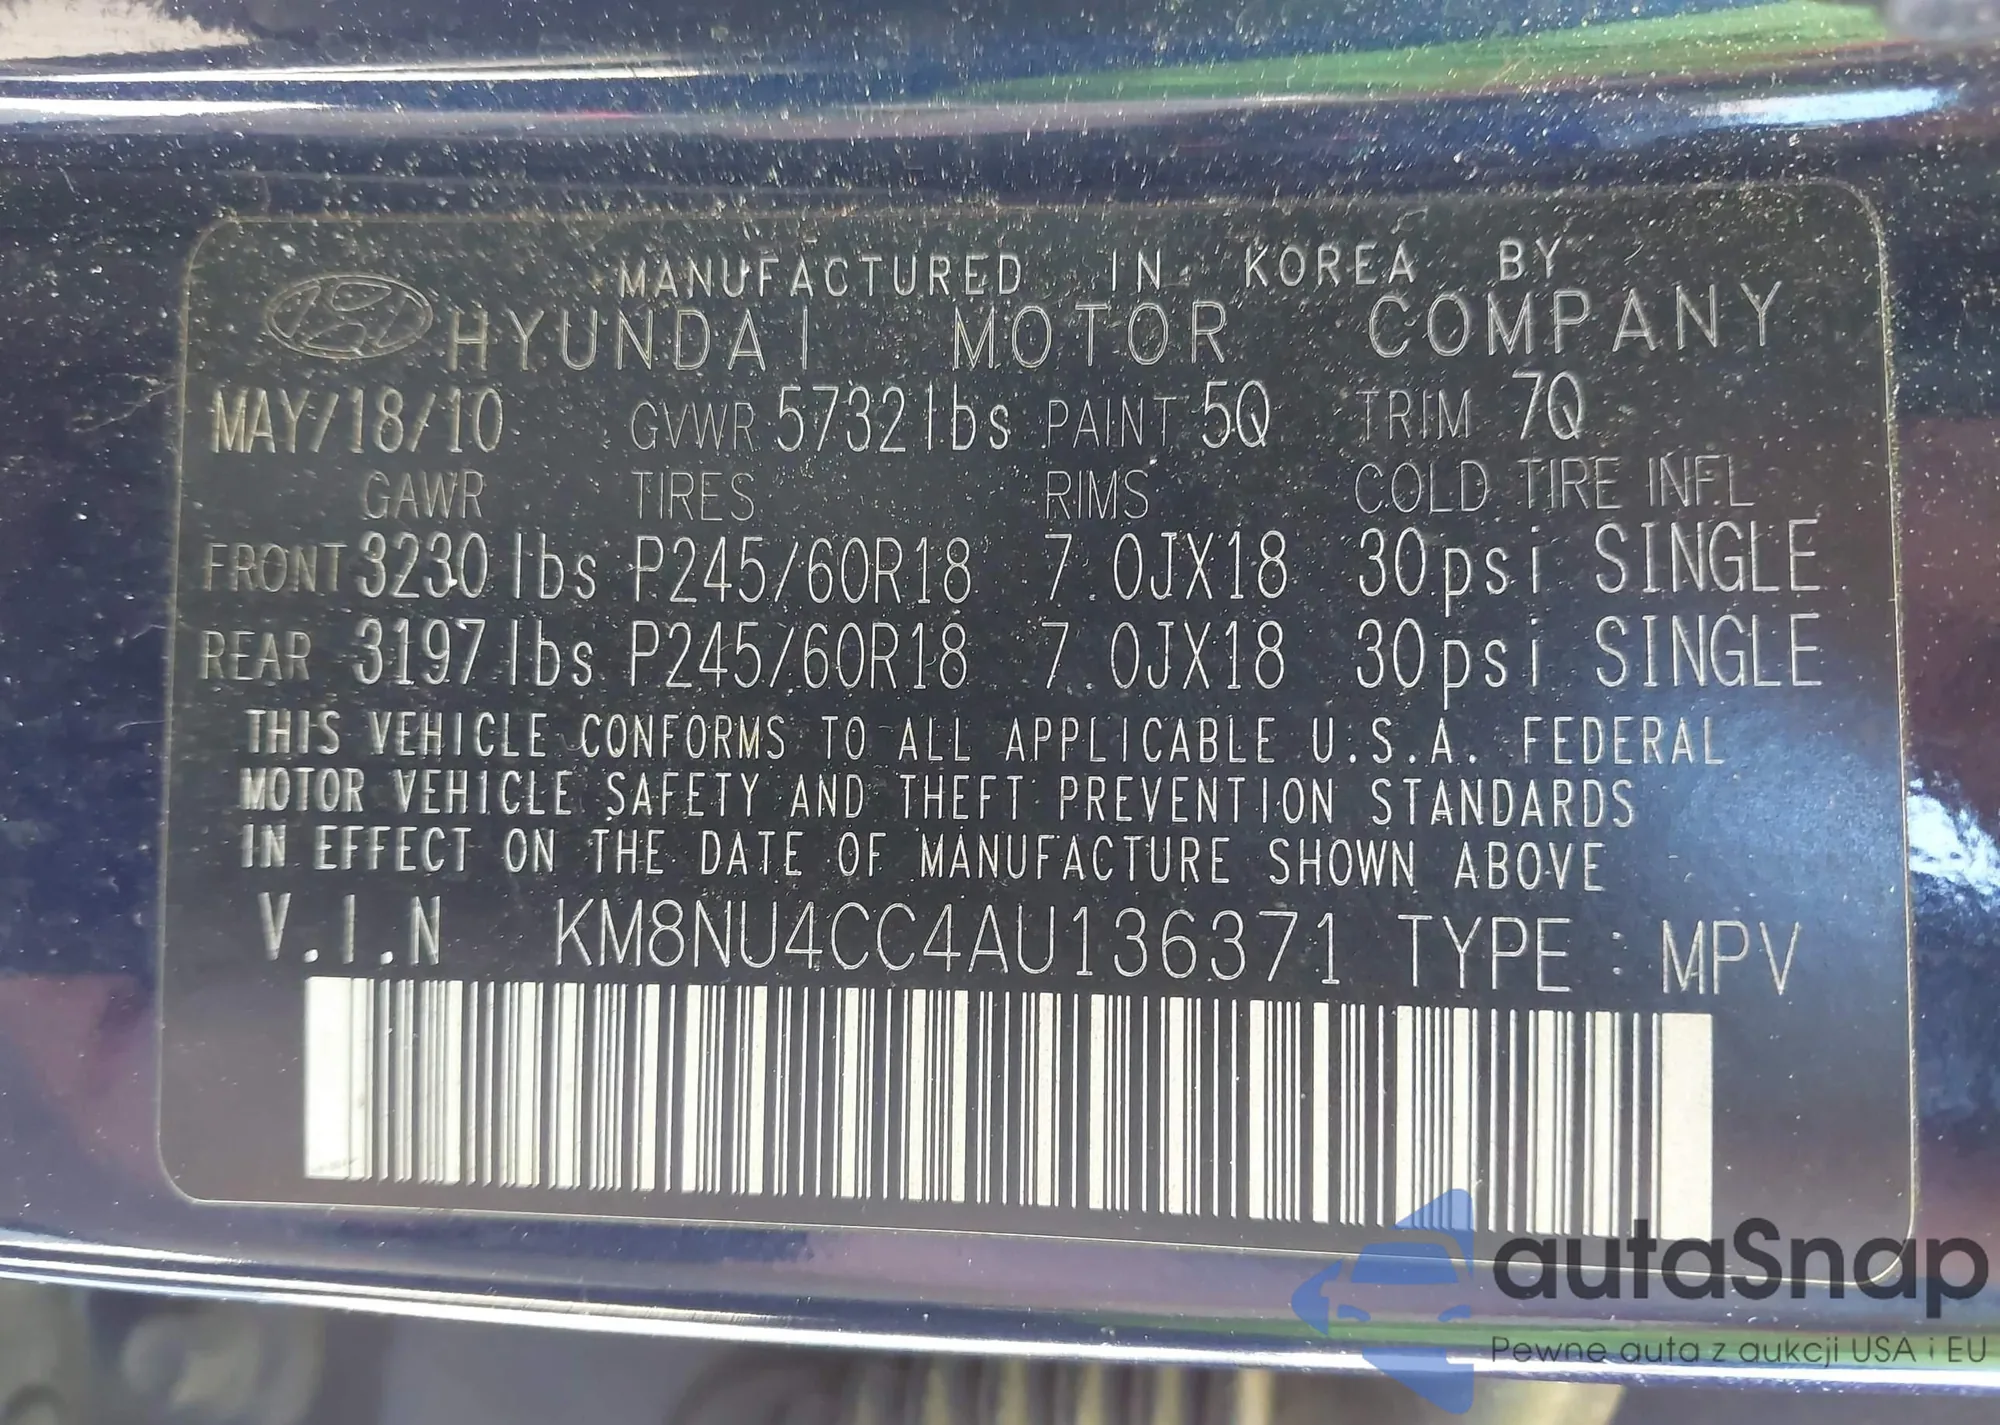 MANUFACTURED IN KOREA BY
HYUNDAI MOTOR COMPANY
MAY/18/10 GVWR 5732lbs PAINT 5Q TRIM 7Q
GAWR TIRES RIMS COLD TIRE INFL
FRONT 3230lbs P245/60R18 7.0JX18 30psi SINGLE
REAR 3197lbs P245/60R18 7.0JX18 30psi SINGLE
THIS VEHICLE CONFORMS TO ALL APPLICABLE U.S.A. FEDERAL
MOTOR VEHICLE SAFETY AND THEFT PREVENTION STANDARDS
IN EFFECT ON THE DATE OF MANUFACTURE SHOWN ABOVE
V.I.N KM8NU4CC4AU136371 TYPE : MPV
autaSnap
Pewne auta z aukcji USA i EU